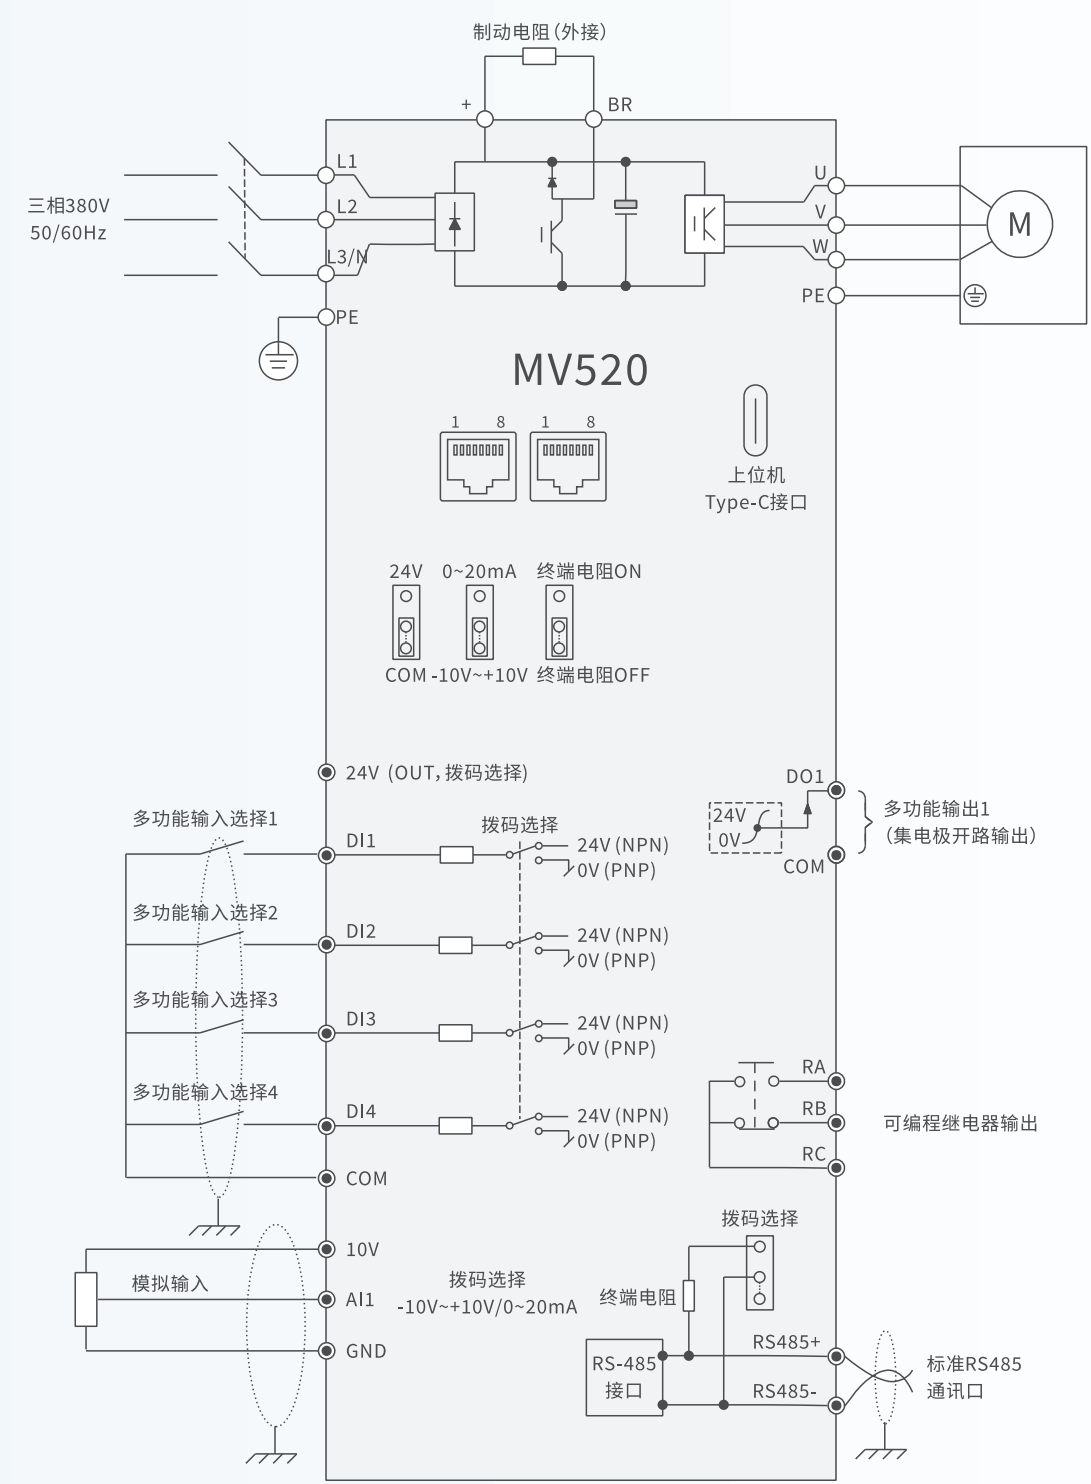 制动电阻（外接）
+
BR
L1
L2
L3/N
PE
三相380V
50/60Hz
U
V
W
PE
M
MV520
1 8 1 8
上位机
Type-C接口
24V 0~20mA 终端电阻ON
COM -10V~+10V 终端电阻OFF
24V (OUT，拨码选择)
DO1
24V
0V
COM
多功能输出1
（集电极开路输出）
多功能输入选择1
DI1
拨码选择
24V (NPN)
0V (PNP)
多功能输入选择2
DI2
24V (NPN)
0V (PNP)
多功能输入选择3
DI3
24V (NPN)
0V (PNP)
多功能输入选择4
DI4
24V (NPN)
0V (PNP)
COM
RA
RB
RC
可编程继电器输出
10V
模拟输入
AI1
GND
拨码选择
-10V~+10V/0~20mA
拨码选择
终端电阻
RS-485
接口
RS485+
RS485-
标准RS485
通讯口